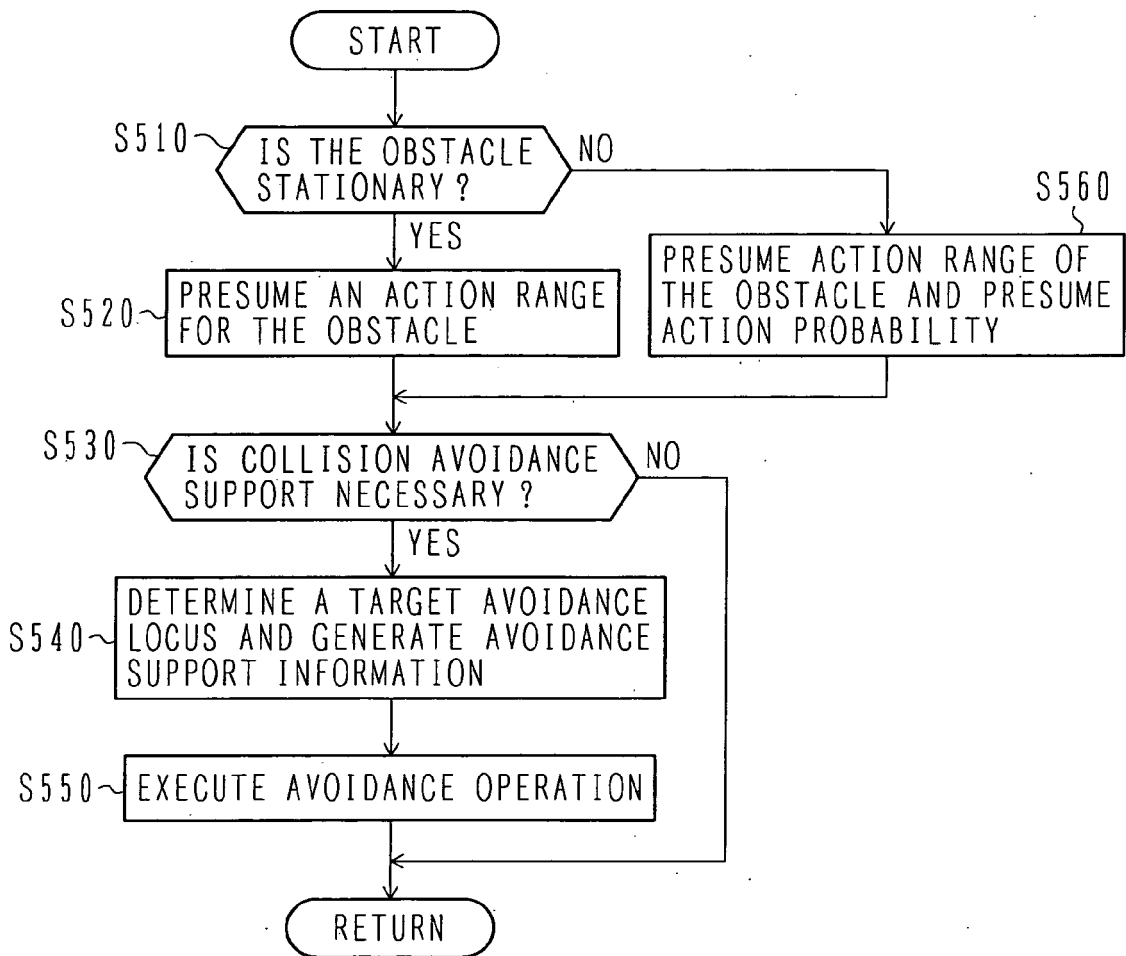 START
S510
IS THE OBSTACLE
STATIONARY?
NO
YES
S560
PRESUME ACTION RANGE OF
THE OBSTACLE AND PRESUME
ACTION PROBABILITY
S520
PRESUME AN ACTION RANGE
FOR THE OBSTACLE
S530
IS COLLISION AVOIDANCE
SUPPORT NECESSARY?
NO
YES
S540
DETERMINE A TARGET AVOIDANCE
LOCUS AND GENERATE AVOIDANCE
SUPPORT INFORMATION
S550
EXECUTE AVOIDANCE OPERATION
RETURN